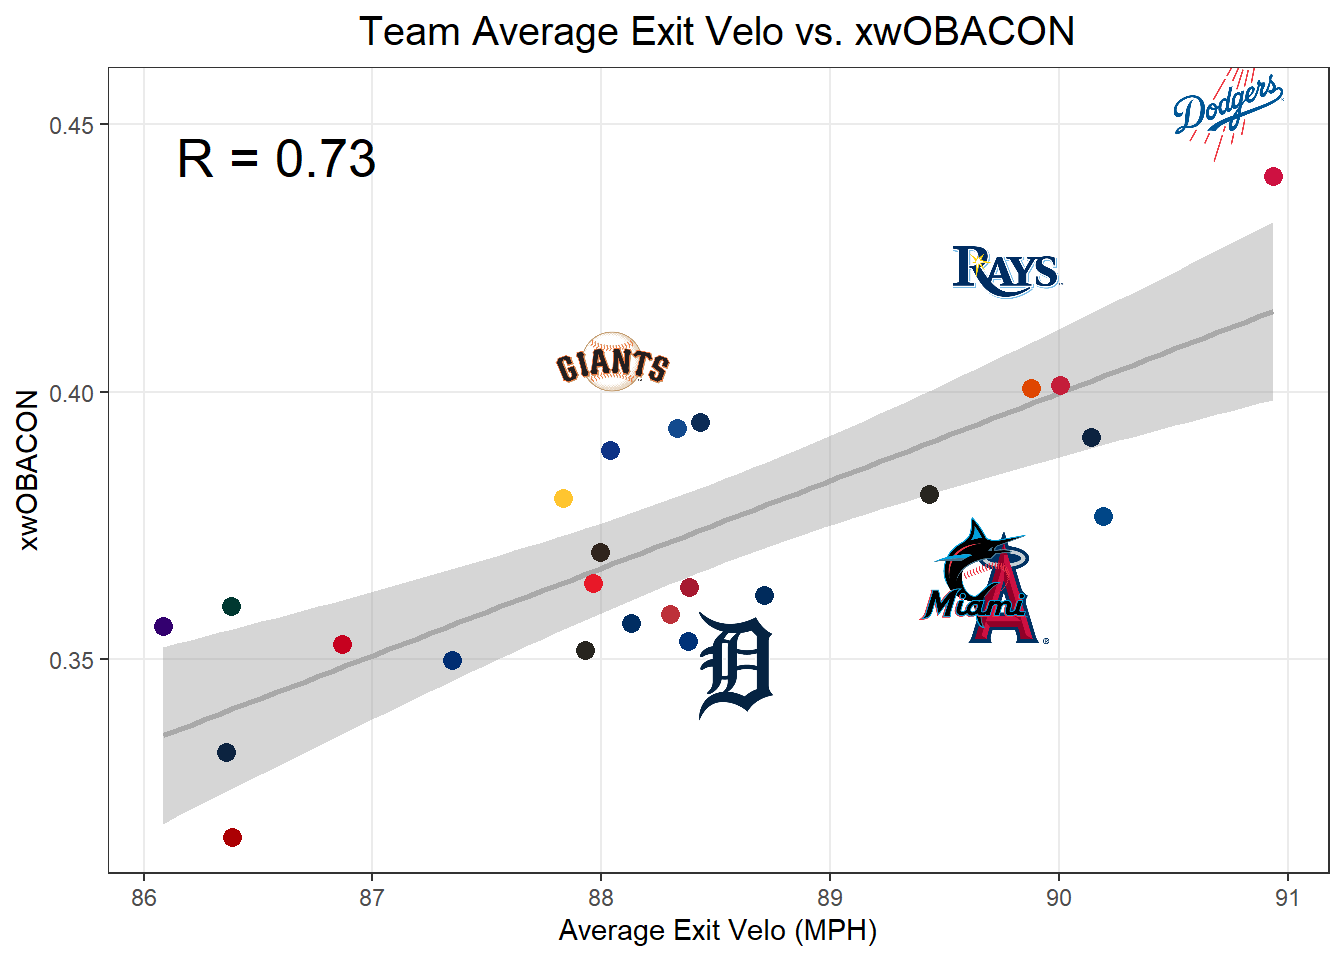 Team Average Exit Velo vs. xwOBACON
Dodgers
0.45
R = 0.73
RAYS
GIANTS
0.40
xwOBACON
Miami
A
D
0.35
86 87 88 89 90 91
Average Exit Velo (MPH)